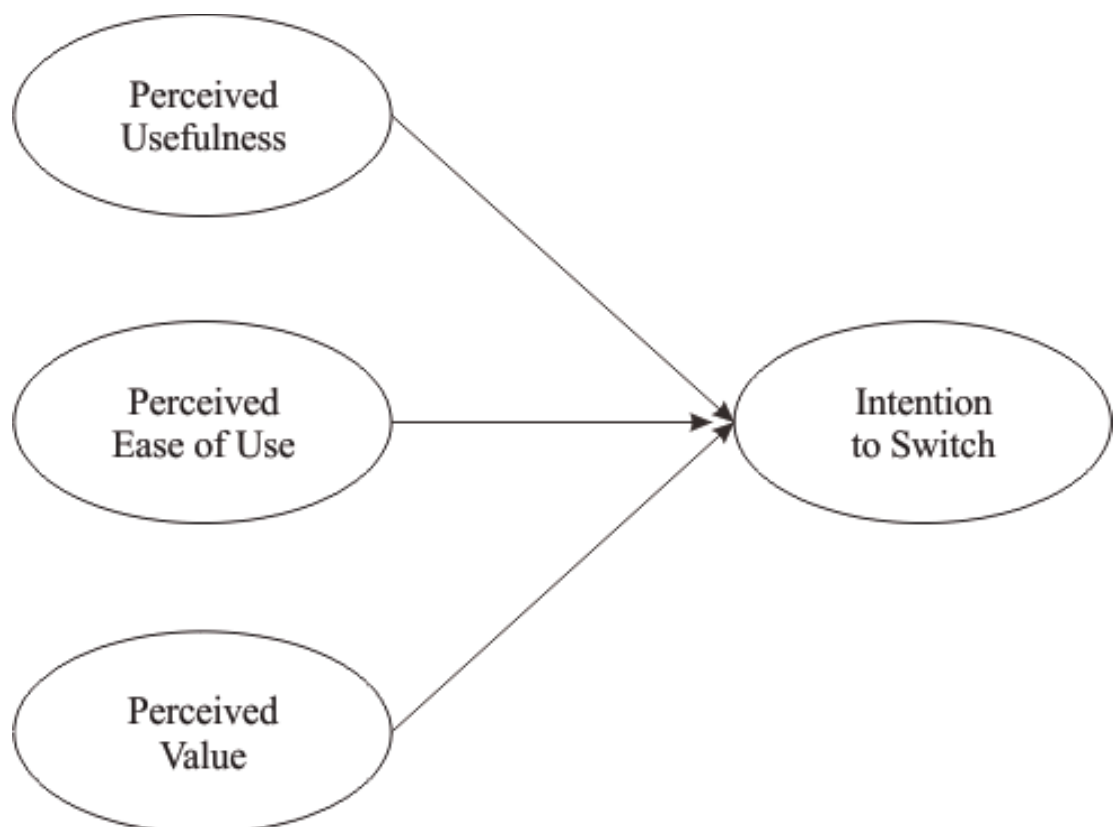 Perceived
Usefulness
Perceived
Ease of Use
Intention
to Switch
Perceived
Value